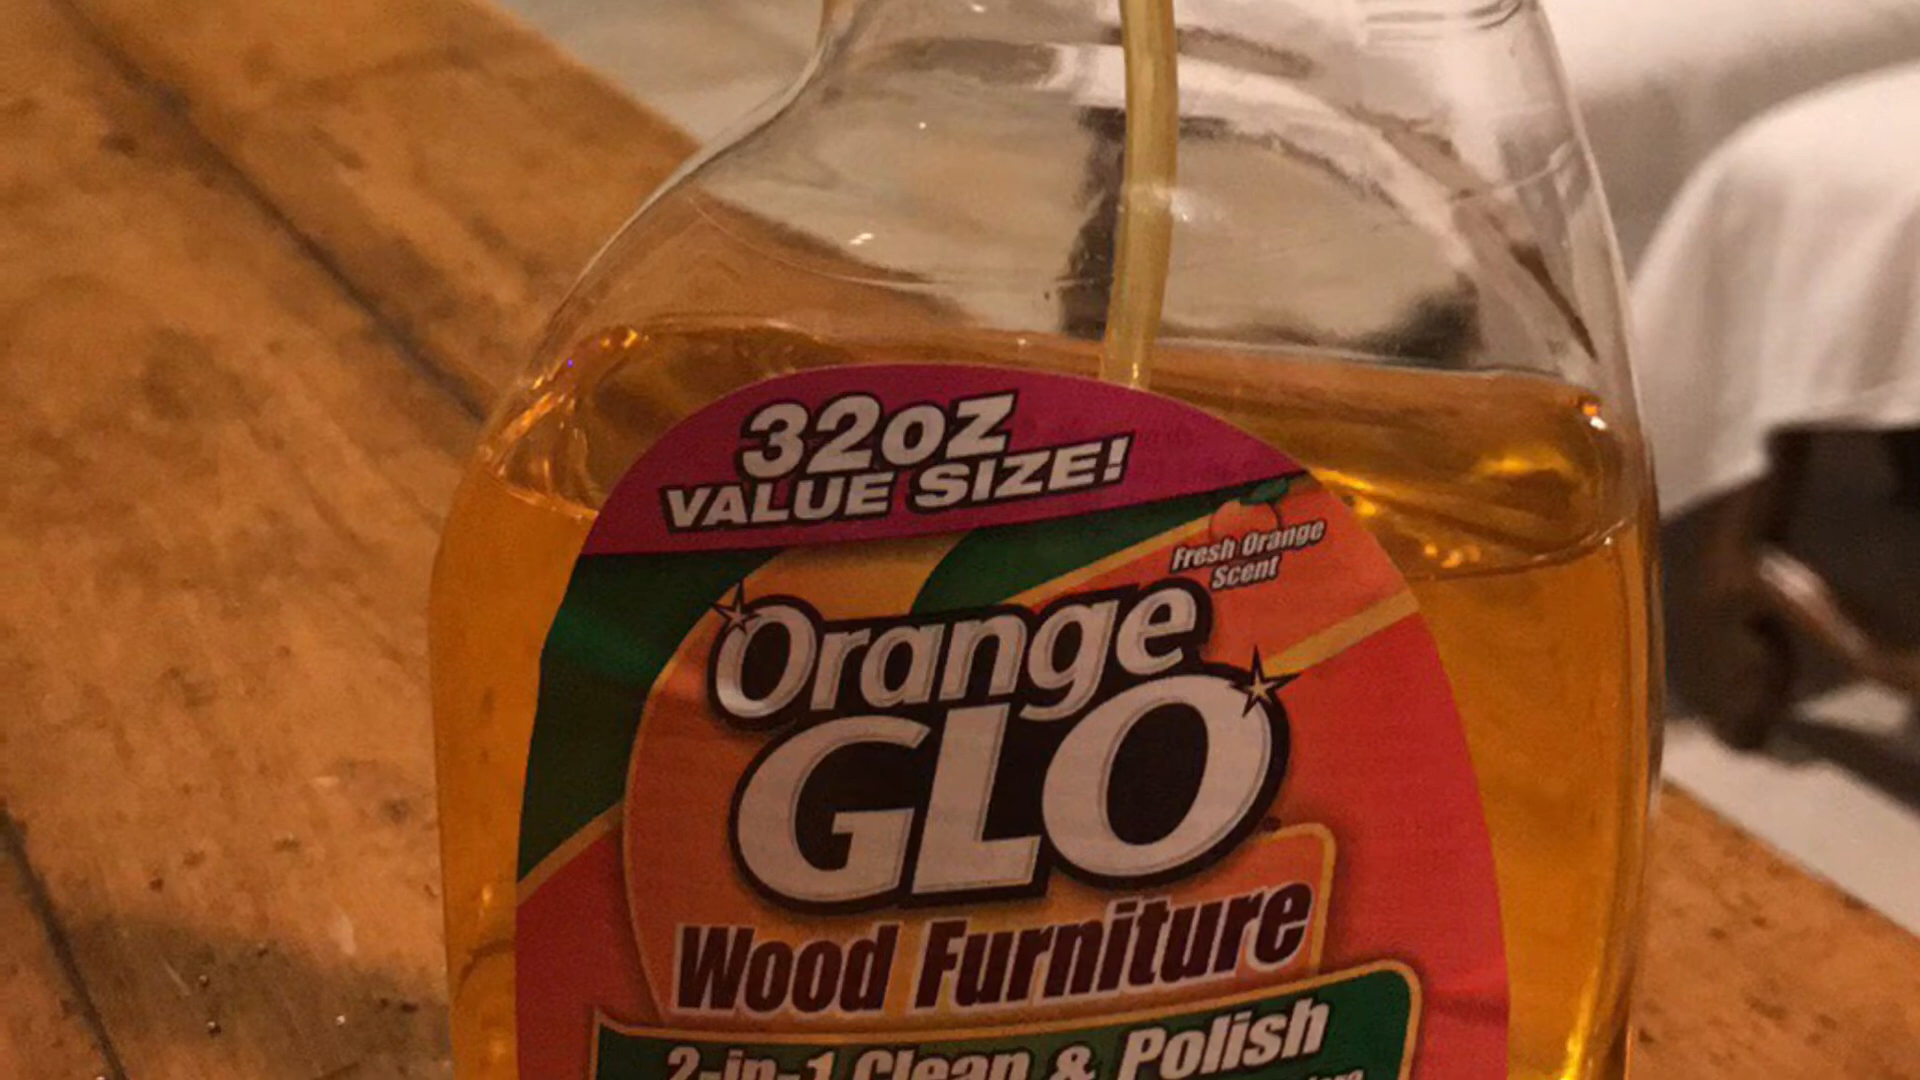 32oz
VALUE SIZE!
Fresh Orange
Scent
Orange
GLO
Wood Furniture
2-in-1 Clean & Polish